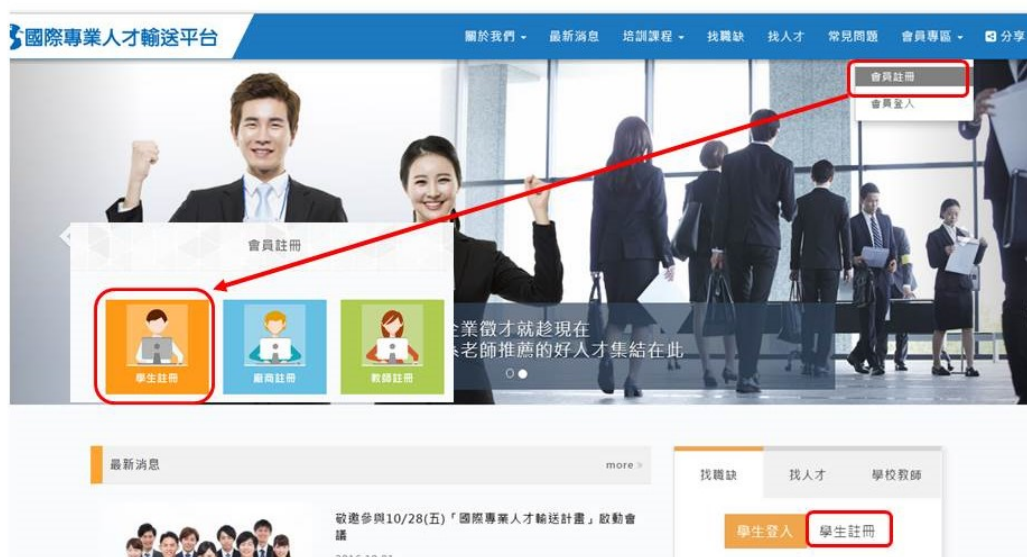 國際專業人才輸送平台
關於我們 最新消息 培訓課程 找職缺 找人才 常見問題 會員專區 分享
會員註冊
會員登入
會員註冊
學生註冊 廠商註冊 教師註冊
企業徵才就趁現在
老師推薦的好人才集結在此
最新消息 more
找職缺 找人才 學校教師
敬邀參與10/28(五)「國際專業人才輸送計畫」啟動會
議
學生登入 學生註冊